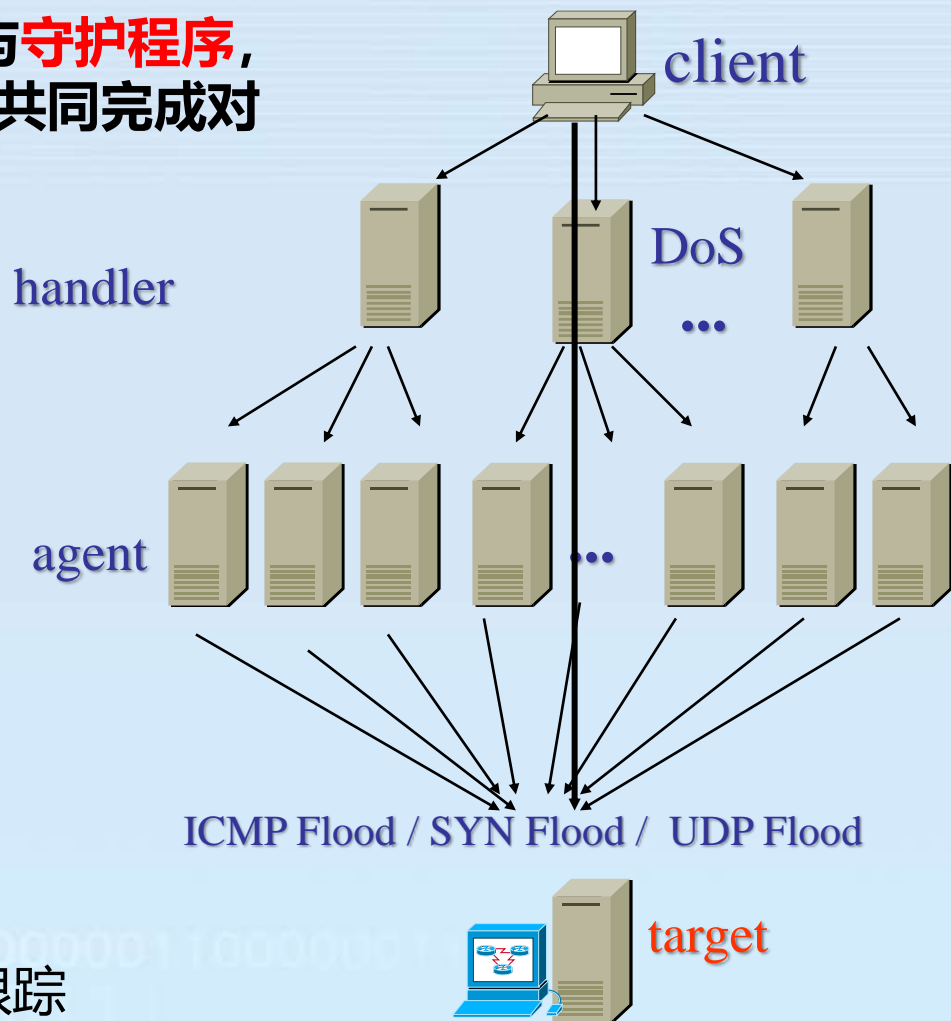 与守护程序,
共同完成对
client
DoS
handler
...
agent
...
ICMP Flood / SYN Flood / UDP Flood
target
跟踪